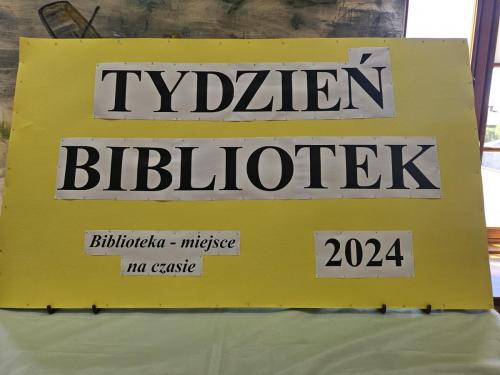 TYDZIEŃ
BIBLIOTEK
Biblioteka - miejsce
na czasie
2024